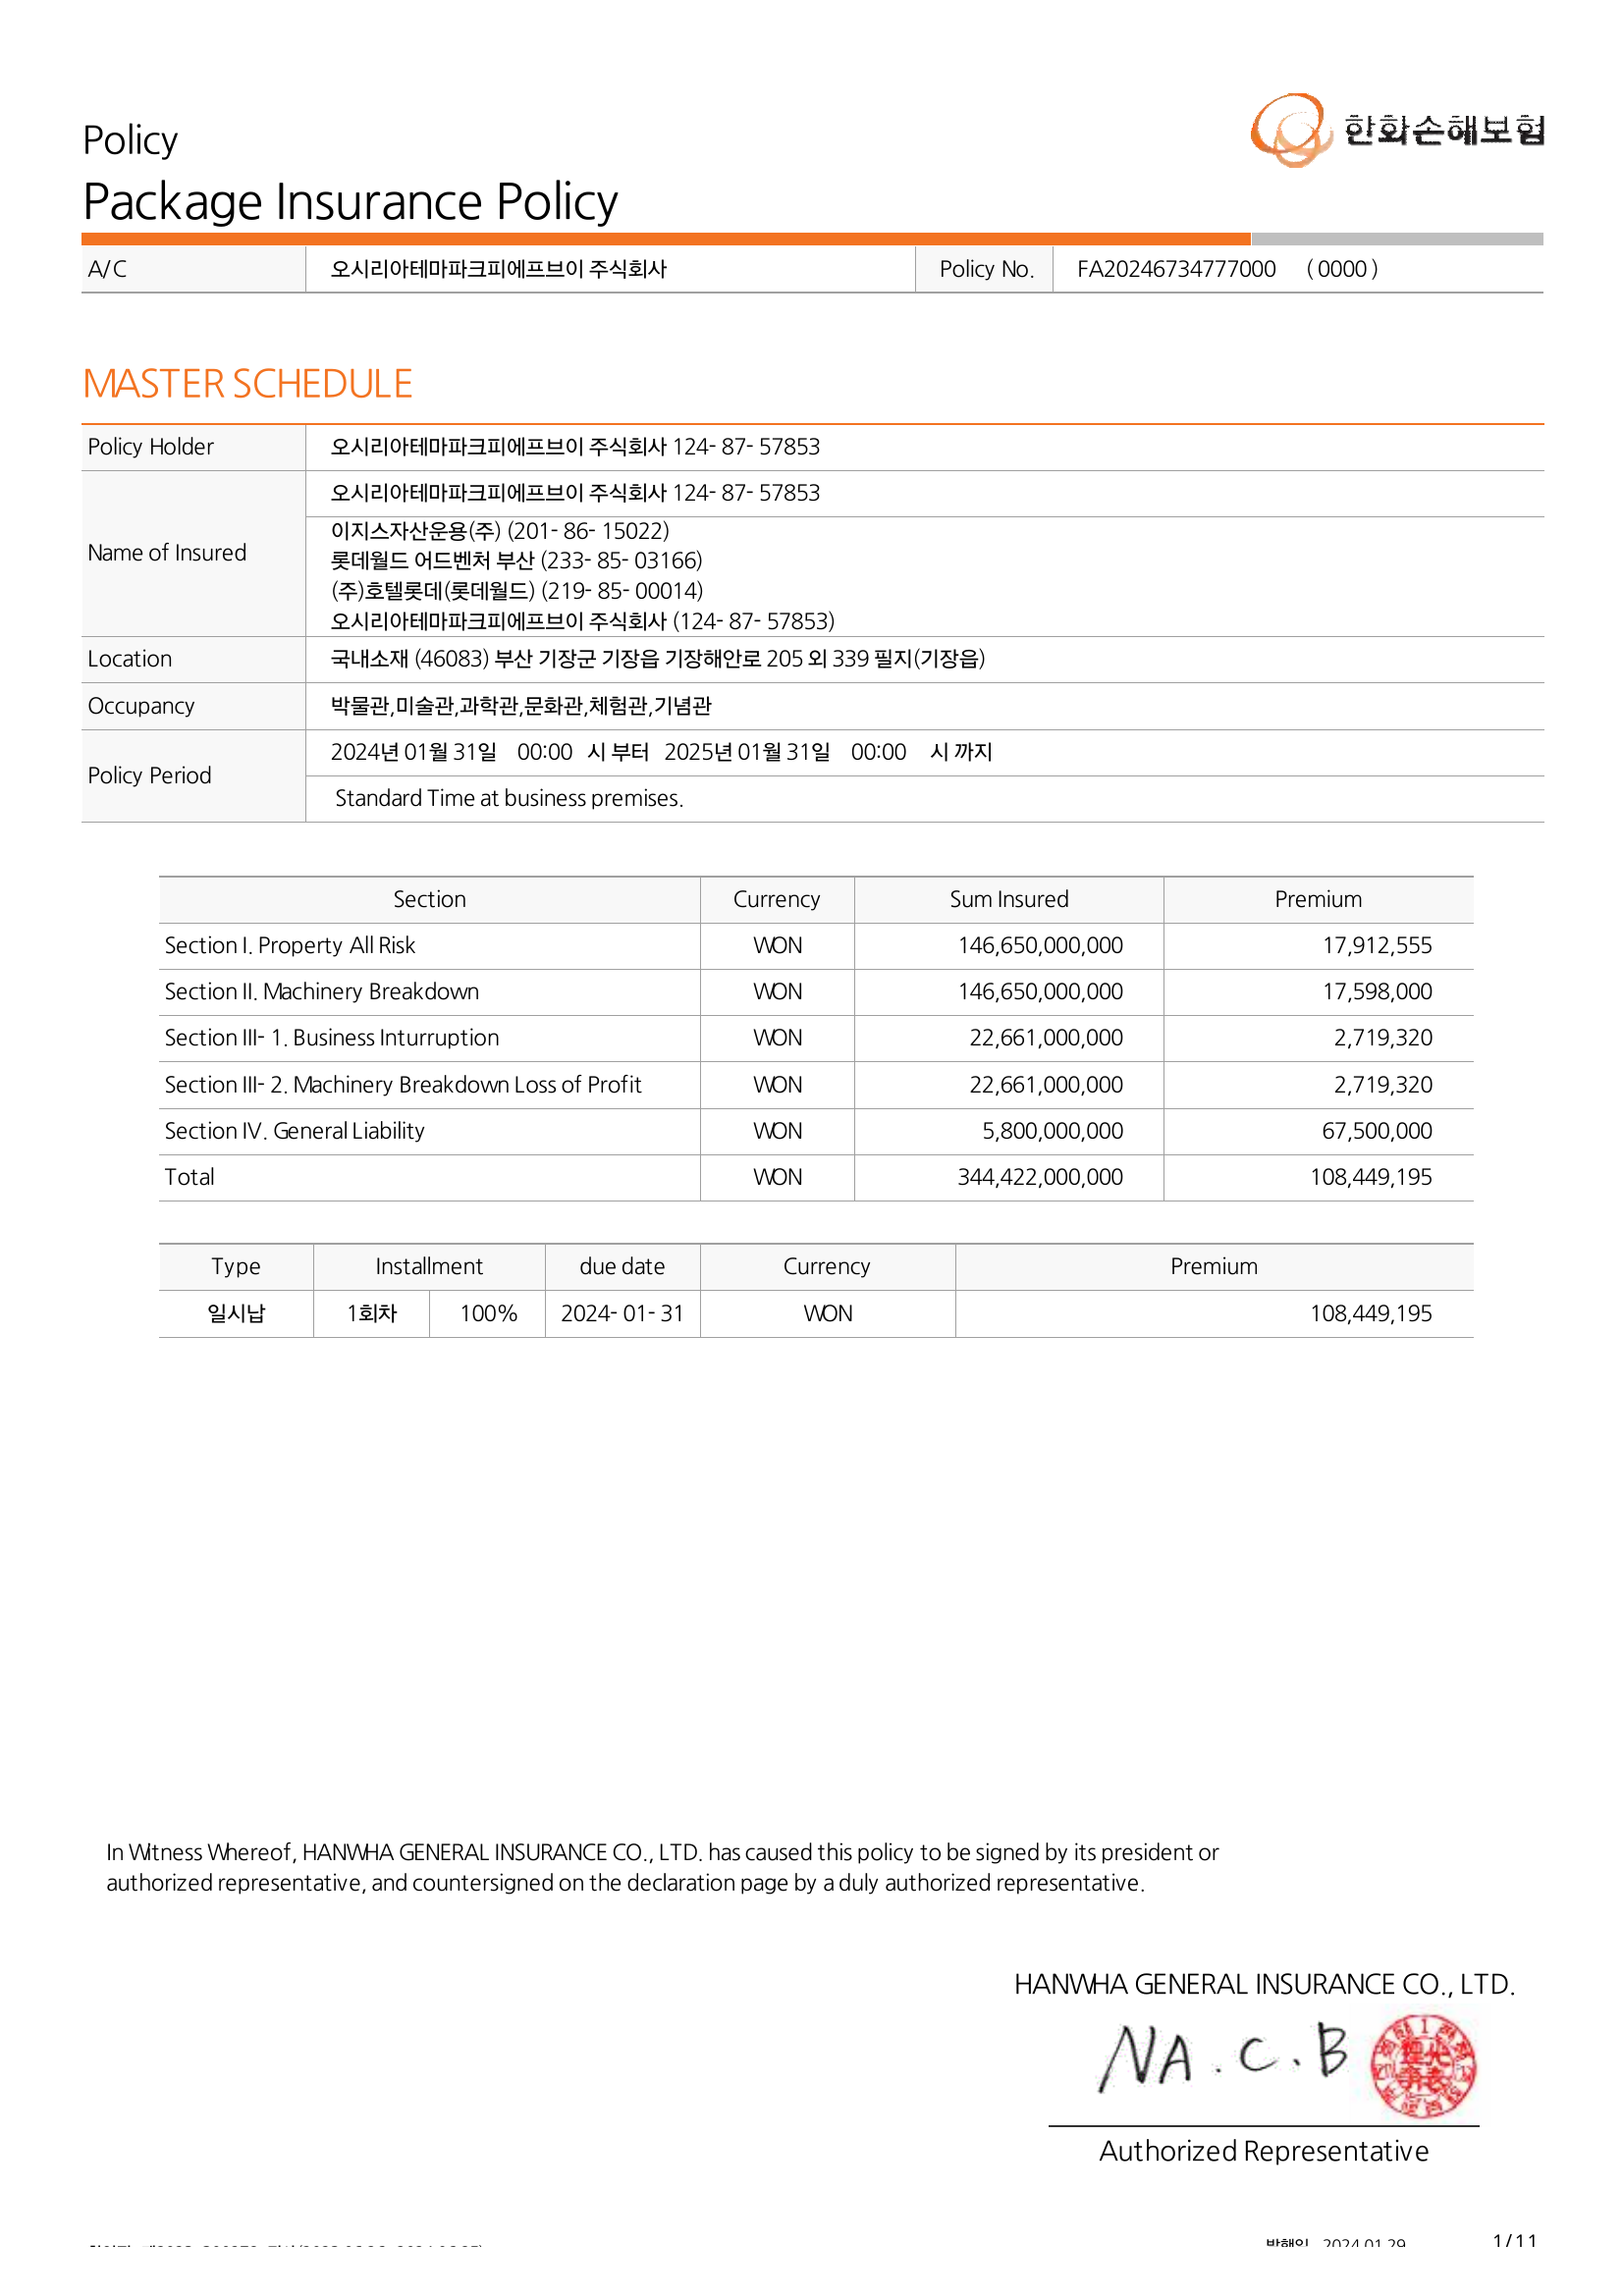 Policy
한화손해보험
Package Insurance Policy
A/C 오시리아테마파크피에프브이 주식회사 Policy No. FA20246734777000 (0000)
MASTER SCHEDULE
Policy Holder 오시리아테마파크피에프브이 주식회사 124- 87- 57853
Name of Insured 오시리아테마파크피에프브이 주식회사 124- 87- 57853
이지스자산운용(주) (201- 86- 15022)
롯데월드 어드벤처 부산 (233- 85- 03166)
(주)호텔롯데(롯데월드) (219- 85- 00014)
오시리아테마파크피에프브이 주식회사 (124- 87- 57853)
Location 국내소재 (46083) 부산 기장군 기장읍 기장해안로 205 외 339 필지(기장읍)
Occupancy 박물관,미술관,과학관,문화관,체험관,기념관
Policy Period 2024년 01월 31일 00:00 시 부터 2025년 01월 31일 00:00 시 까지
Standard Time at business premises.
Section Currency Sum Insured Premium
Section I. Property All Risk WON 146,650,000,000 17,912,555
Section II. Machinery Breakdown WON 146,650,000,000 17,598,000
Section III- 1. Business Inturruption WON 22,661,000,000 2,719,320
Section III- 2. Machinery Breakdown Loss of Profit WON 22,661,000,000 2,719,320
Section IV. General Liability WON 5,800,000,000 67,500,000
Total WON 344,422,000,000 108,449,195
Type Installment due date Currency Premium
일시납 1회차 100% 2024- 01- 31 WON 108,449,195
In Witness Whereof, HANWHA GENERAL INSURANCE CO., LTD. has caused this policy to be signed by its president or
authorized representative, and countersigned on the declaration page by a duly authorized representative.
HANWHA GENERAL INSURANCE CO., LTD.
NA . C . B
Authorized Representative
발행일 2024.01.29 1/11